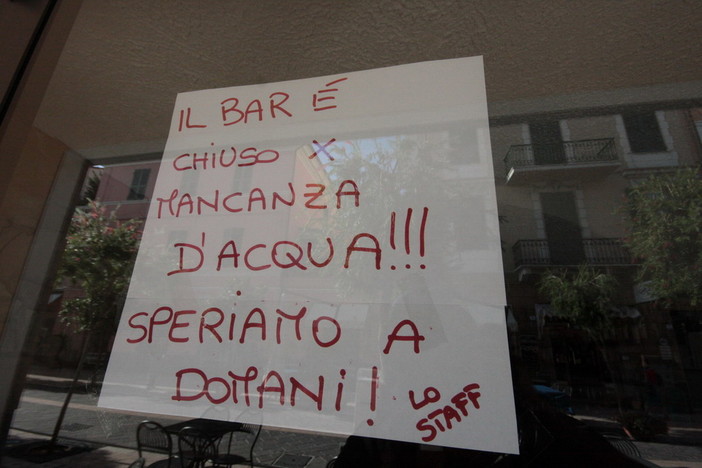 IL BAR É
CHIUSO X
MANCANZA
D'ACQUA!!!
SPERIAMO A
DOMANI!
LO
STAFF